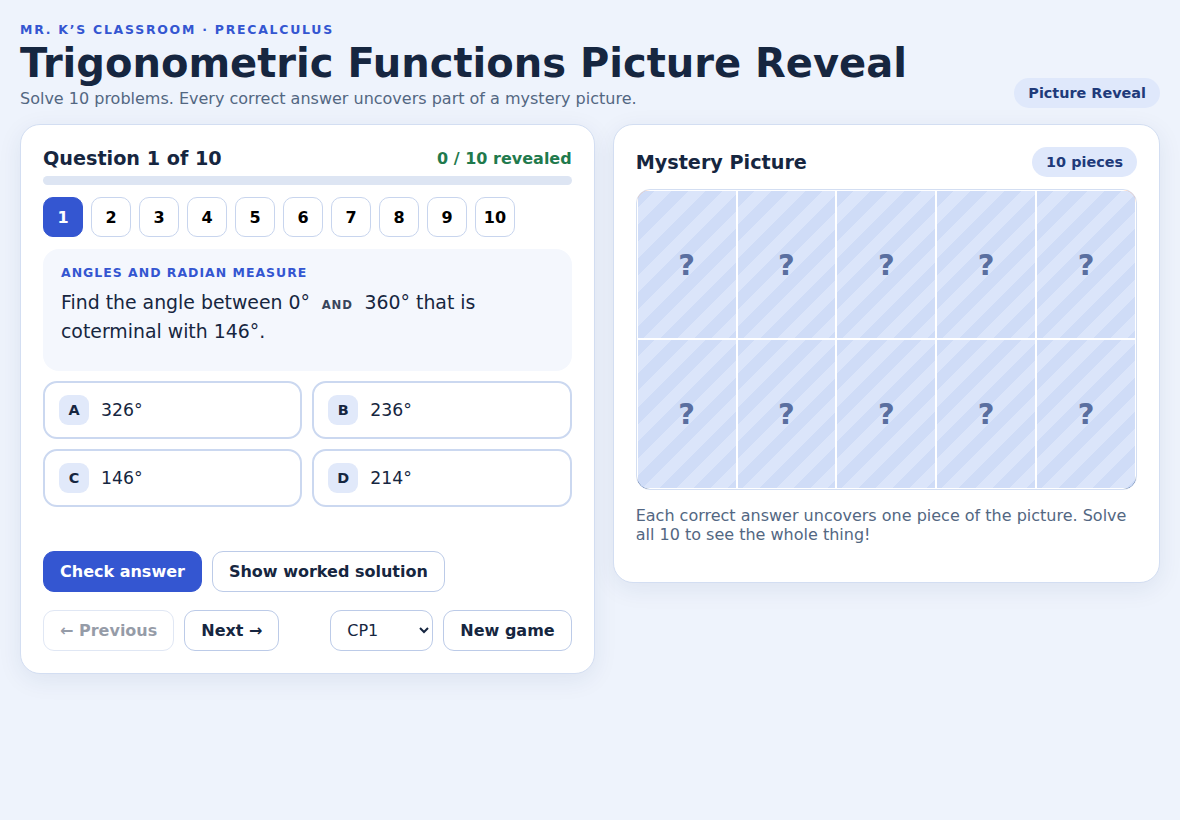 MR. K’S CLASSROOM · PRECALCULUS
Trigonometric Functions Picture Reveal
Solve 10 problems. Every correct answer uncovers part of a mystery picture.
Picture Reveal
Question 1 of 10
0 / 10 revealed
1 2 3 4 5 6 7 8 9 10
ANGLES AND RADIAN MEASURE
Find the angle between 0° AND 360° that is
coterminal with 146°.
A 326°
B 236°
C 146°
D 214°
Check answer
Show worked solution
← Previous
Next →
CP1
New game
Mystery Picture
10 pieces
? ? ? ? ?
? ? ? ? ?
Each correct answer uncovers one piece of the picture. Solve
all 10 to see the whole thing!